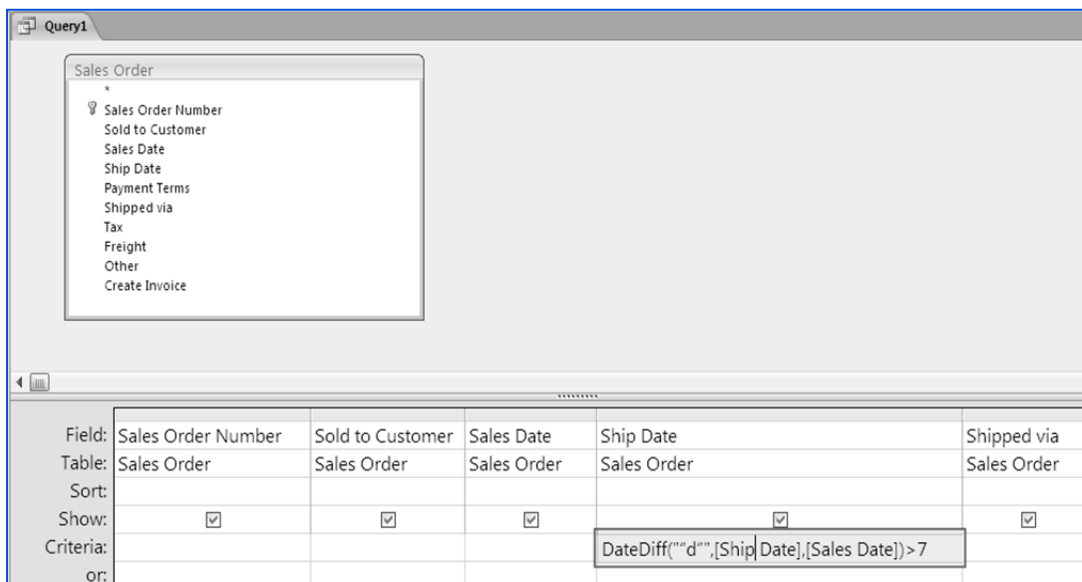 Query1
Sales Order
*
Sales Order Number
Sold to Customer
Sales Date
Ship Date
Payment Terms
Shipped via
Tax
Freight
Other
Create Invoice
Field: Sales Order Number Sold to Customer Sales Date Ship Date Shipped via
Table: Sales Order Sales Order Sales Order Sales Order Sales Order
Sort:
Show:
Criteria: DateDiff(""d"",[Ship Date],[Sales Date])>7
or: